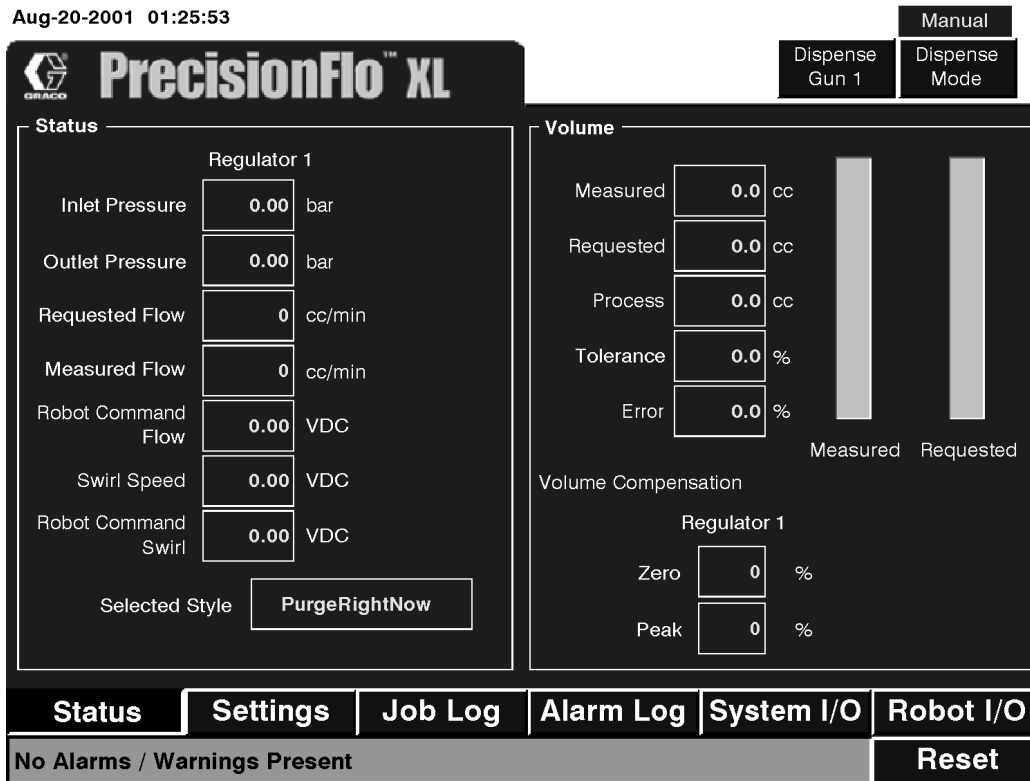 Aug-20-2001 01:25:53
Manual
Dispense Gun 1
Dispense Mode
GRACO
PrecisionFlo™ XL
Status
Regulator 1
Inlet Pressure 0.00 bar
Outlet Pressure 0.00 bar
Requested Flow 0 cc/min
Measured Flow 0 cc/min
Robot Command Flow 0.00 VDC
Swirl Speed 0.00 VDC
Robot Command Swirl 0.00 VDC
Selected Style PurgeRightNow
Volume
Measured 0.0 cc
Requested 0.0 cc
Process 0.0 cc
Tolerance 0.0 %
Error 0.0 %
Measured Requested
Volume Compensation
Regulator 1
Zero 0 %
Peak 0 %
Status Settings Job Log Alarm Log System I/O Robot I/O
No Alarms / Warnings Present Reset